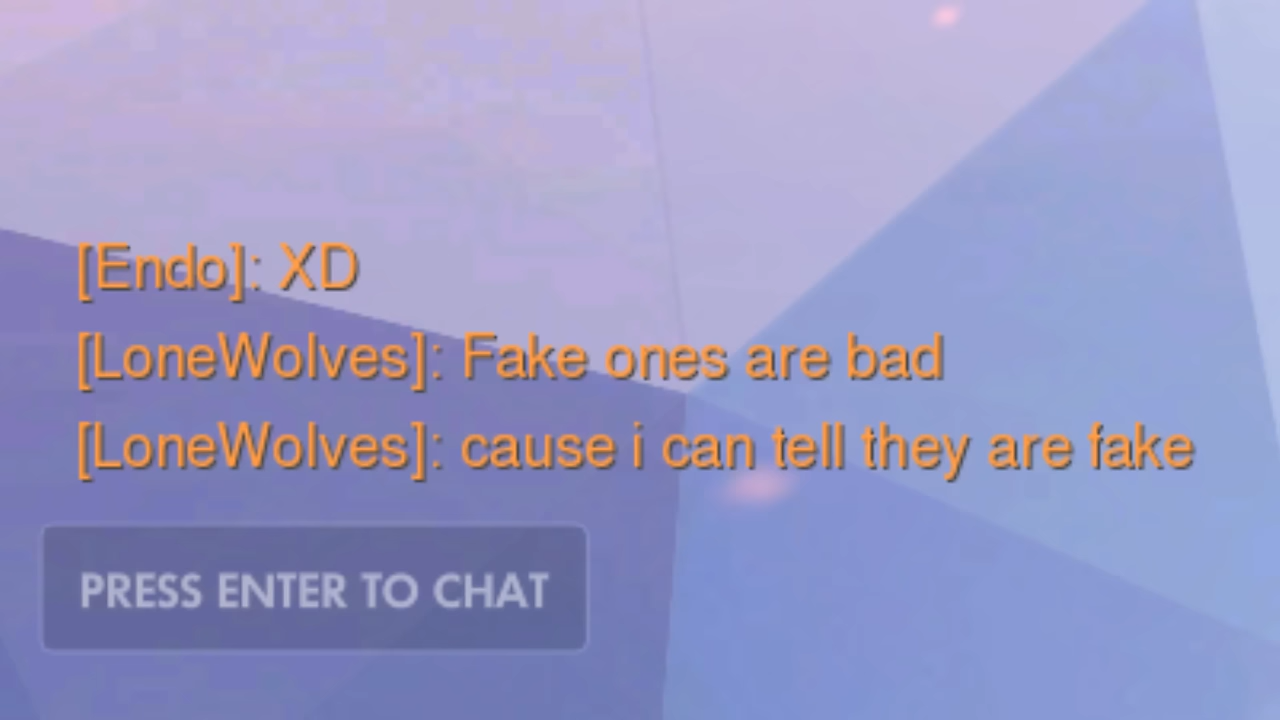 [Endo]: XD
[LoneWolves]: Fake ones are bad
[LoneWolves]: cause i can tell they are fake
PRESS ENTER TO CHAT